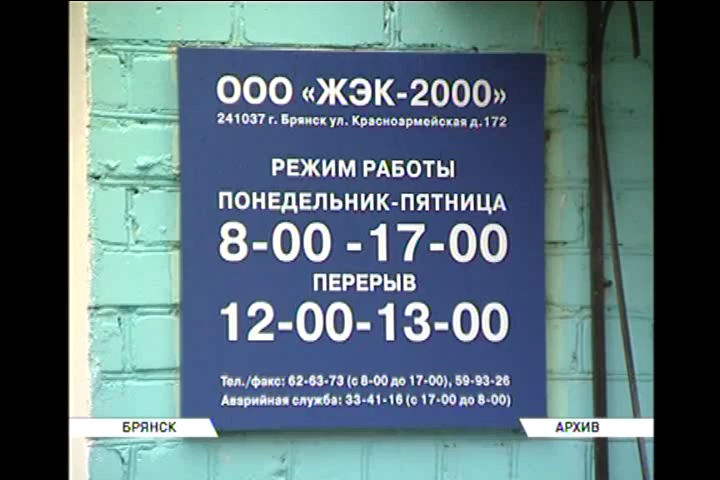 ООО «ЖЭК-2000»
241037 г. Брянск ул. Красноармейская д.172
РЕЖИМ РАБОТЫ
ПОНЕДЕЛЬНИК-ПЯТНИЦА
8-00 -17-00
ПЕРЕРЫВ
12-00-13-00
Тел./факс: 62-63-73 (с 8-00 до 17-00), 59-93-26
Аварийная служба: 33-41-16 (с 17-00 до 8-00)
БРЯНСК
АРХИВ